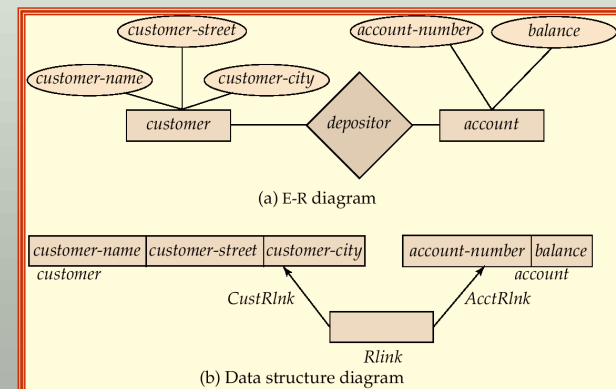 customer-street
account-number balance
customer-name customer-city
customer depositor account
(a) E-R diagram
customer-name customer-street customer-city account-number balance
customer account
CustRlnk AcctRlnk
Rlink
(b) Data structure diagram